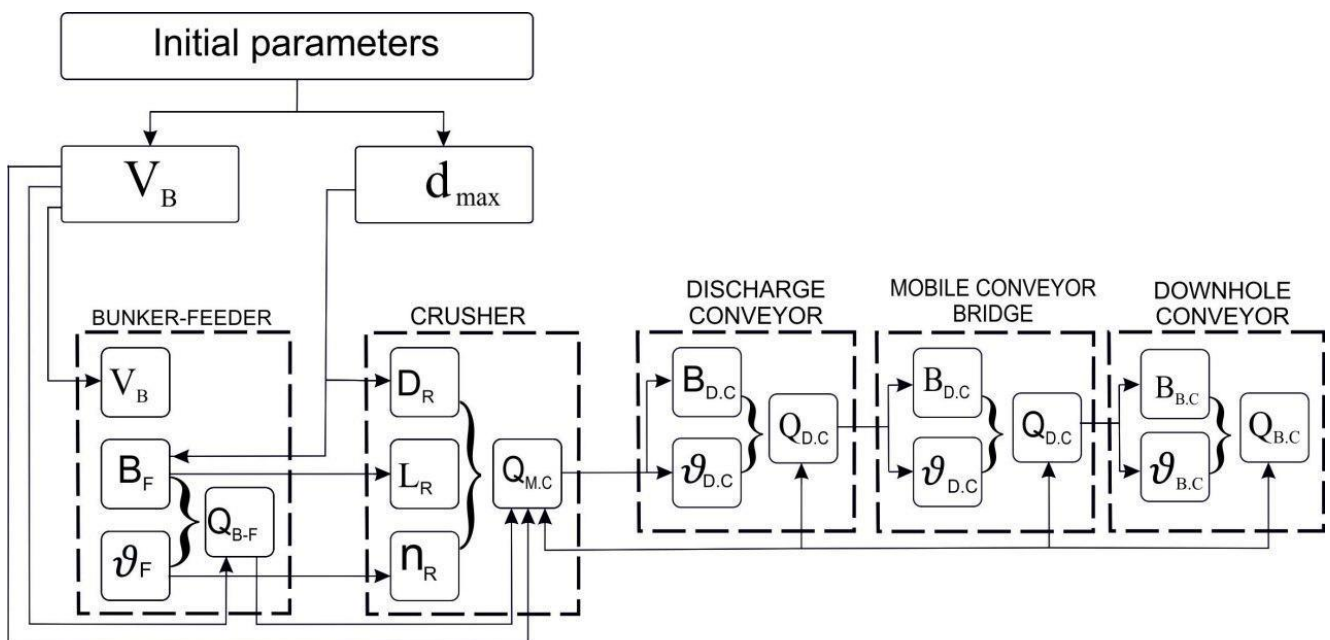 Initial parameters
V_B
d_max
BUNKER-FEEDER
V_B
B_F
ϑ_F
Q_B-F
CRUSHER
D_R
L_R
n_R
Q_M.C
DISCHARGE
CONVEYOR
B_D.C
ϑ_D.C
Q_D.C
MOBILE CONVEYOR
BRIDGE
B_D.C
ϑ_D.C
Q_D.C
DOWNHOLE
CONVEYOR
B_B.C
ϑ_B.C
Q_B.C